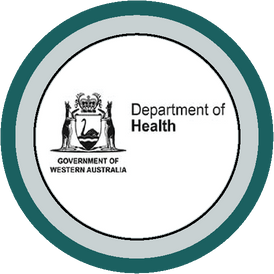 Department of
Health
GOVERNMENT OF
WESTERN AUSTRALIA